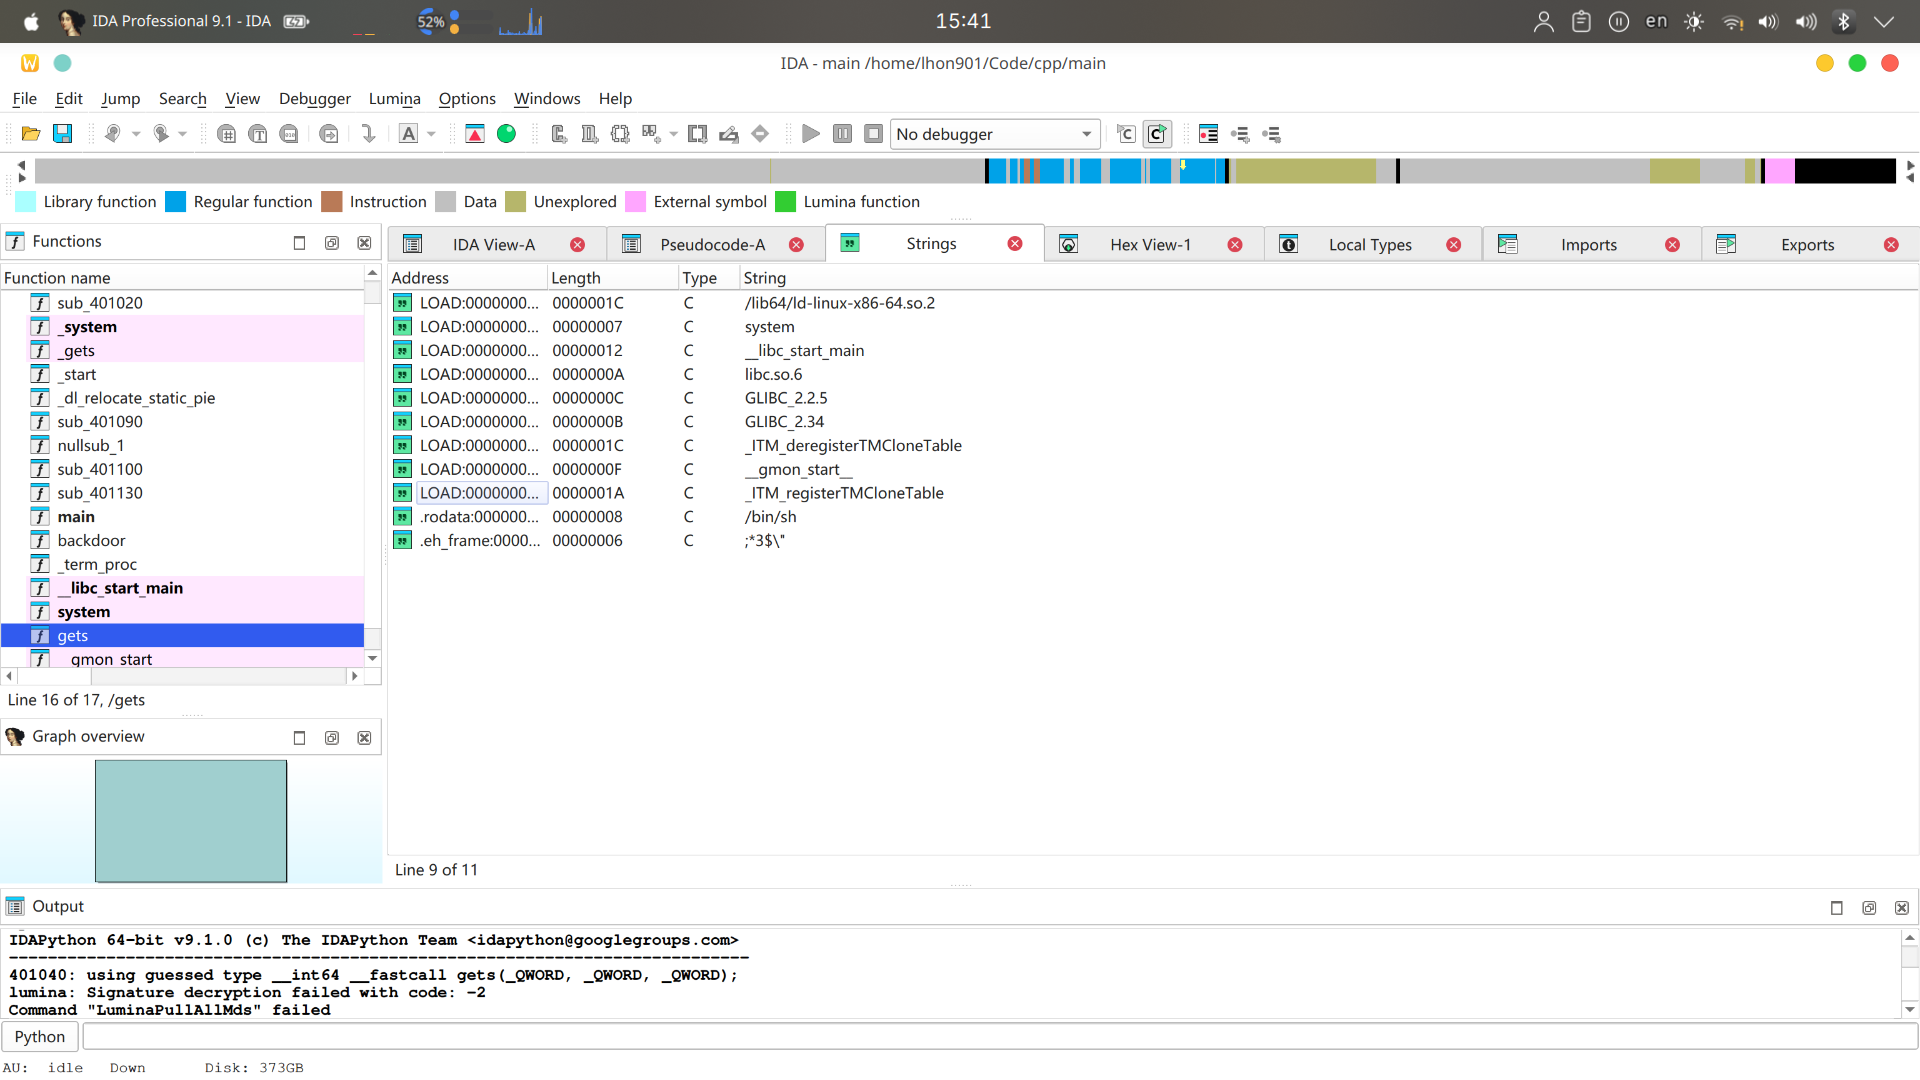 IDA Professional 9.1 - IDA
52%
15:41
en
IDA - main /home/lhon901/Code/cpp/main
File Edit Jump Search View Debugger Lumina Options Windows Help
No debugger
Library function Regular function Instruction Data Unexplored External symbol Lumina function
Functions
Function name
sub_401020
_system
_gets
_start
_dl_relocate_static_pie
sub_401090
nullsub_1
sub_401100
sub_401130
main
backdoor
_term_proc
__libc_start_main
system
gets
__gmon_start__
Line 16 of 17, /gets
Graph overview
IDA View-A Pseudocode-A Strings Hex View-1 Local Types Imports Exports
Address Length Type String
LOAD:0000000... 0000001C C /lib64/ld-linux-x86-64.so.2
LOAD:0000000... 00000007 C system
LOAD:0000000... 00000012 C __libc_start_main
LOAD:0000000... 0000000A C libc.so.6
LOAD:0000000... 0000000C C GLIBC_2.2.5
LOAD:0000000... 0000000B C GLIBC_2.34
LOAD:0000000... 0000001C C _ITM_deregisterTMCloneTable
LOAD:0000000... 0000000F C __gmon_start__
LOAD:0000000... 0000001A C _ITM_registerTMCloneTable
.rodata:000000... 00000008 C /bin/sh
.eh_frame:0000... 00000006 C ;*3$\"
Line 9 of 11
Output
IDAPython 64-bit v9.1.0 (c) The IDAPython Team <idapython@googlegroups.com>
----------------------------------------------------------------------------
401040: using guessed type __int64 __fastcall gets(_QWORD, _QWORD, _QWORD);
lumina: Signature decryption failed with code: -2
Command "LuminaPullAllMds" failed
Python
AU: idle Down Disk: 373GB